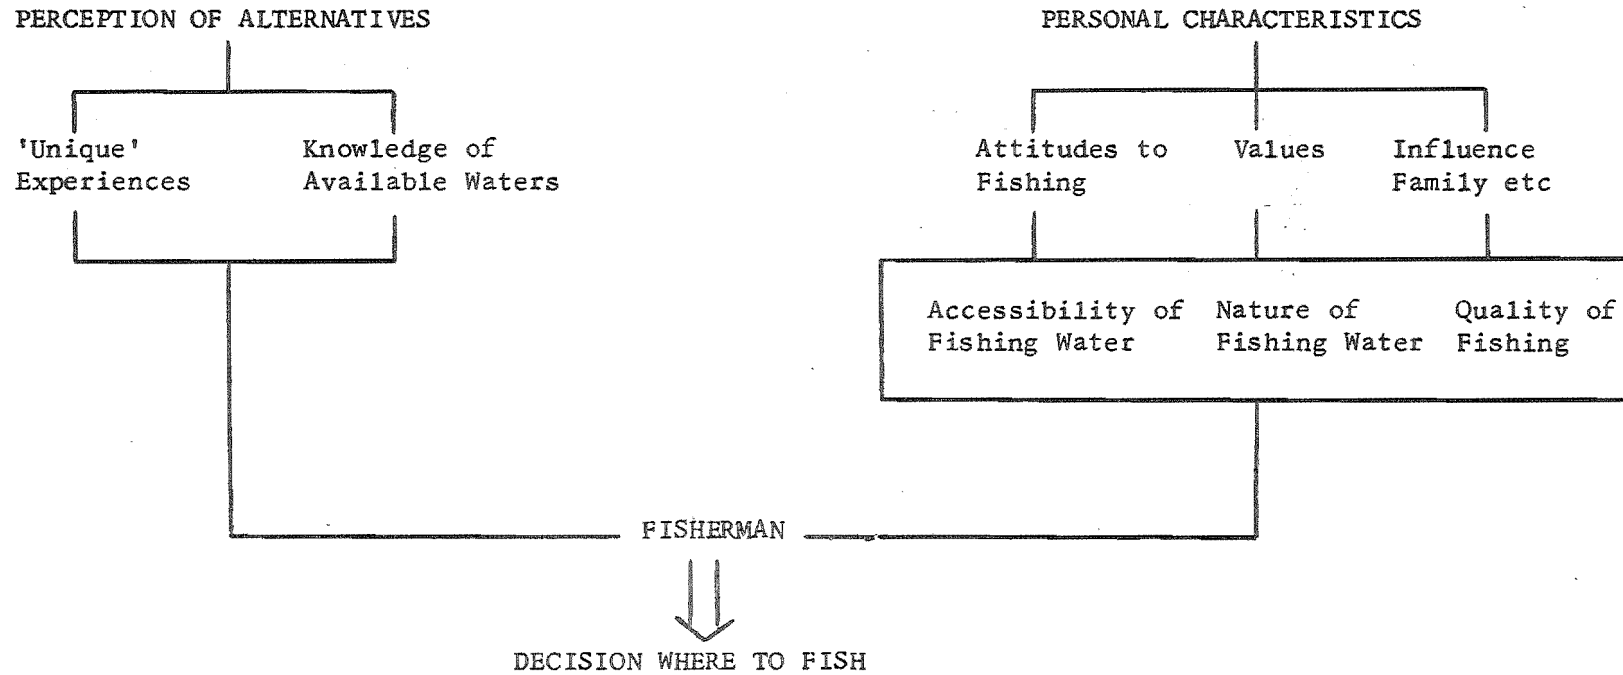 PERCEPTION OF ALTERNATIVES
PERSONAL CHARACTERISTICS
'Unique'
Experiences
Knowledge of
Available Waters
Attitudes to
Fishing
Values
Influence
Family etc
Accessibility of
Fishing Water
Nature of
Fishing Water
Quality of
Fishing
FISHERMAN
DECISION WHERE TO FISH